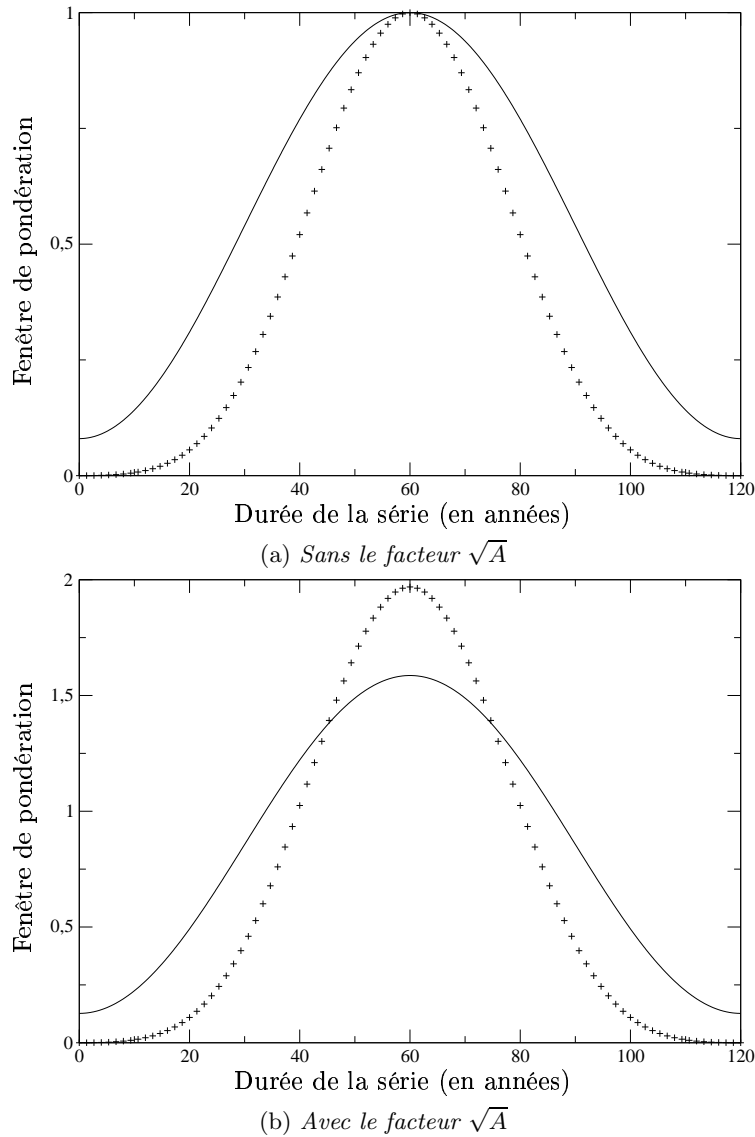 1
0,5
0
Fenêtre de pondération
0 20 40 60 80 100 120
Durée de la série (en années)
(a) Sans le facteur √A
2
1,5
1
0,5
0
Fenêtre de pondération
0 20 40 60 80 100 120
Durée de la série (en années)
(b) Avec le facteur √A